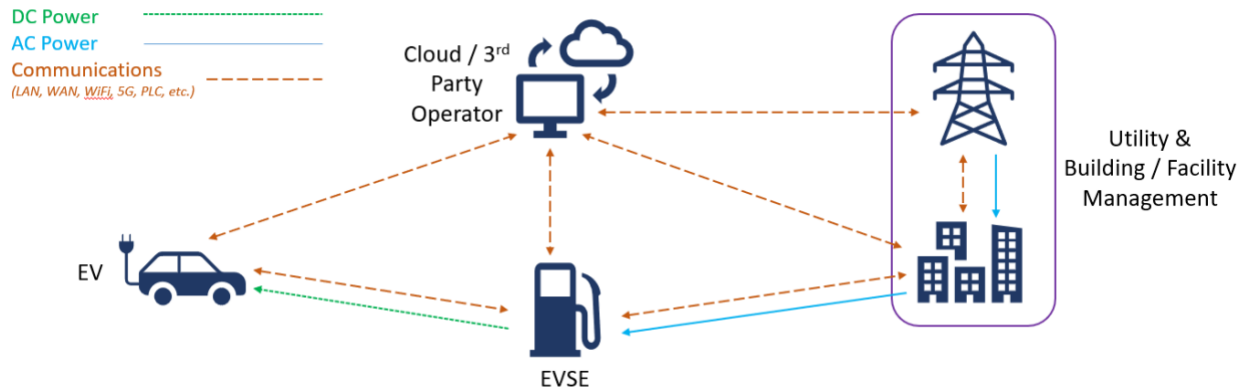 DC Power
AC Power
Communications
(LAN, WAN, WiFi, 5G, PLC, etc.)
Cloud / 3rd
Party
Operator
Utility &
Building / Facility
Management
EV
EVSE